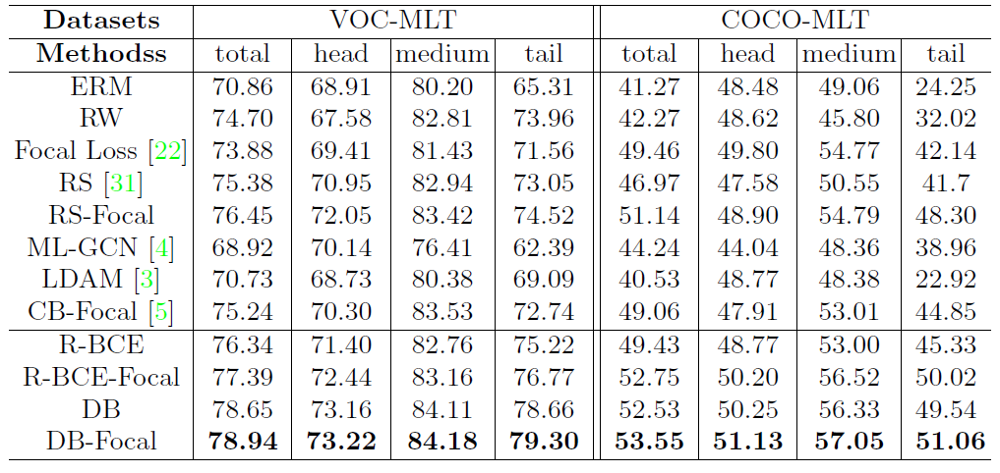 Datasets VOC-MLT COCO-MLT
Methodss total head medium tail total head medium tail
ERM 70.86 68.91 80.20 65.31 41.27 48.48 49.06 24.25
RW 74.70 67.58 82.81 73.96 42.27 48.62 45.80 32.02
Focal Loss [22] 73.88 69.41 81.43 71.56 49.46 49.80 54.77 42.14
RS [31] 75.38 70.95 82.94 73.05 46.97 47.58 50.55 41.7
RS-Focal 76.45 72.05 83.42 74.52 51.14 48.90 54.79 48.30
ML-GCN [4] 68.92 70.14 76.41 62.39 44.24 44.04 48.36 38.96
LDAM [3] 70.73 68.73 80.38 69.09 40.53 48.77 48.38 22.92
CB-Focal [5] 75.24 70.30 83.53 72.74 49.06 47.91 53.01 44.85
R-BCE 76.34 71.40 82.76 75.22 49.43 48.77 53.00 45.33
R-BCE-Focal 77.39 72.44 83.16 76.77 52.75 50.20 56.52 50.02
DB 78.65 73.16 84.11 78.66 52.53 50.25 56.33 49.54
DB-Focal 78.94 73.22 84.18 79.30 53.55 51.13 57.05 51.06